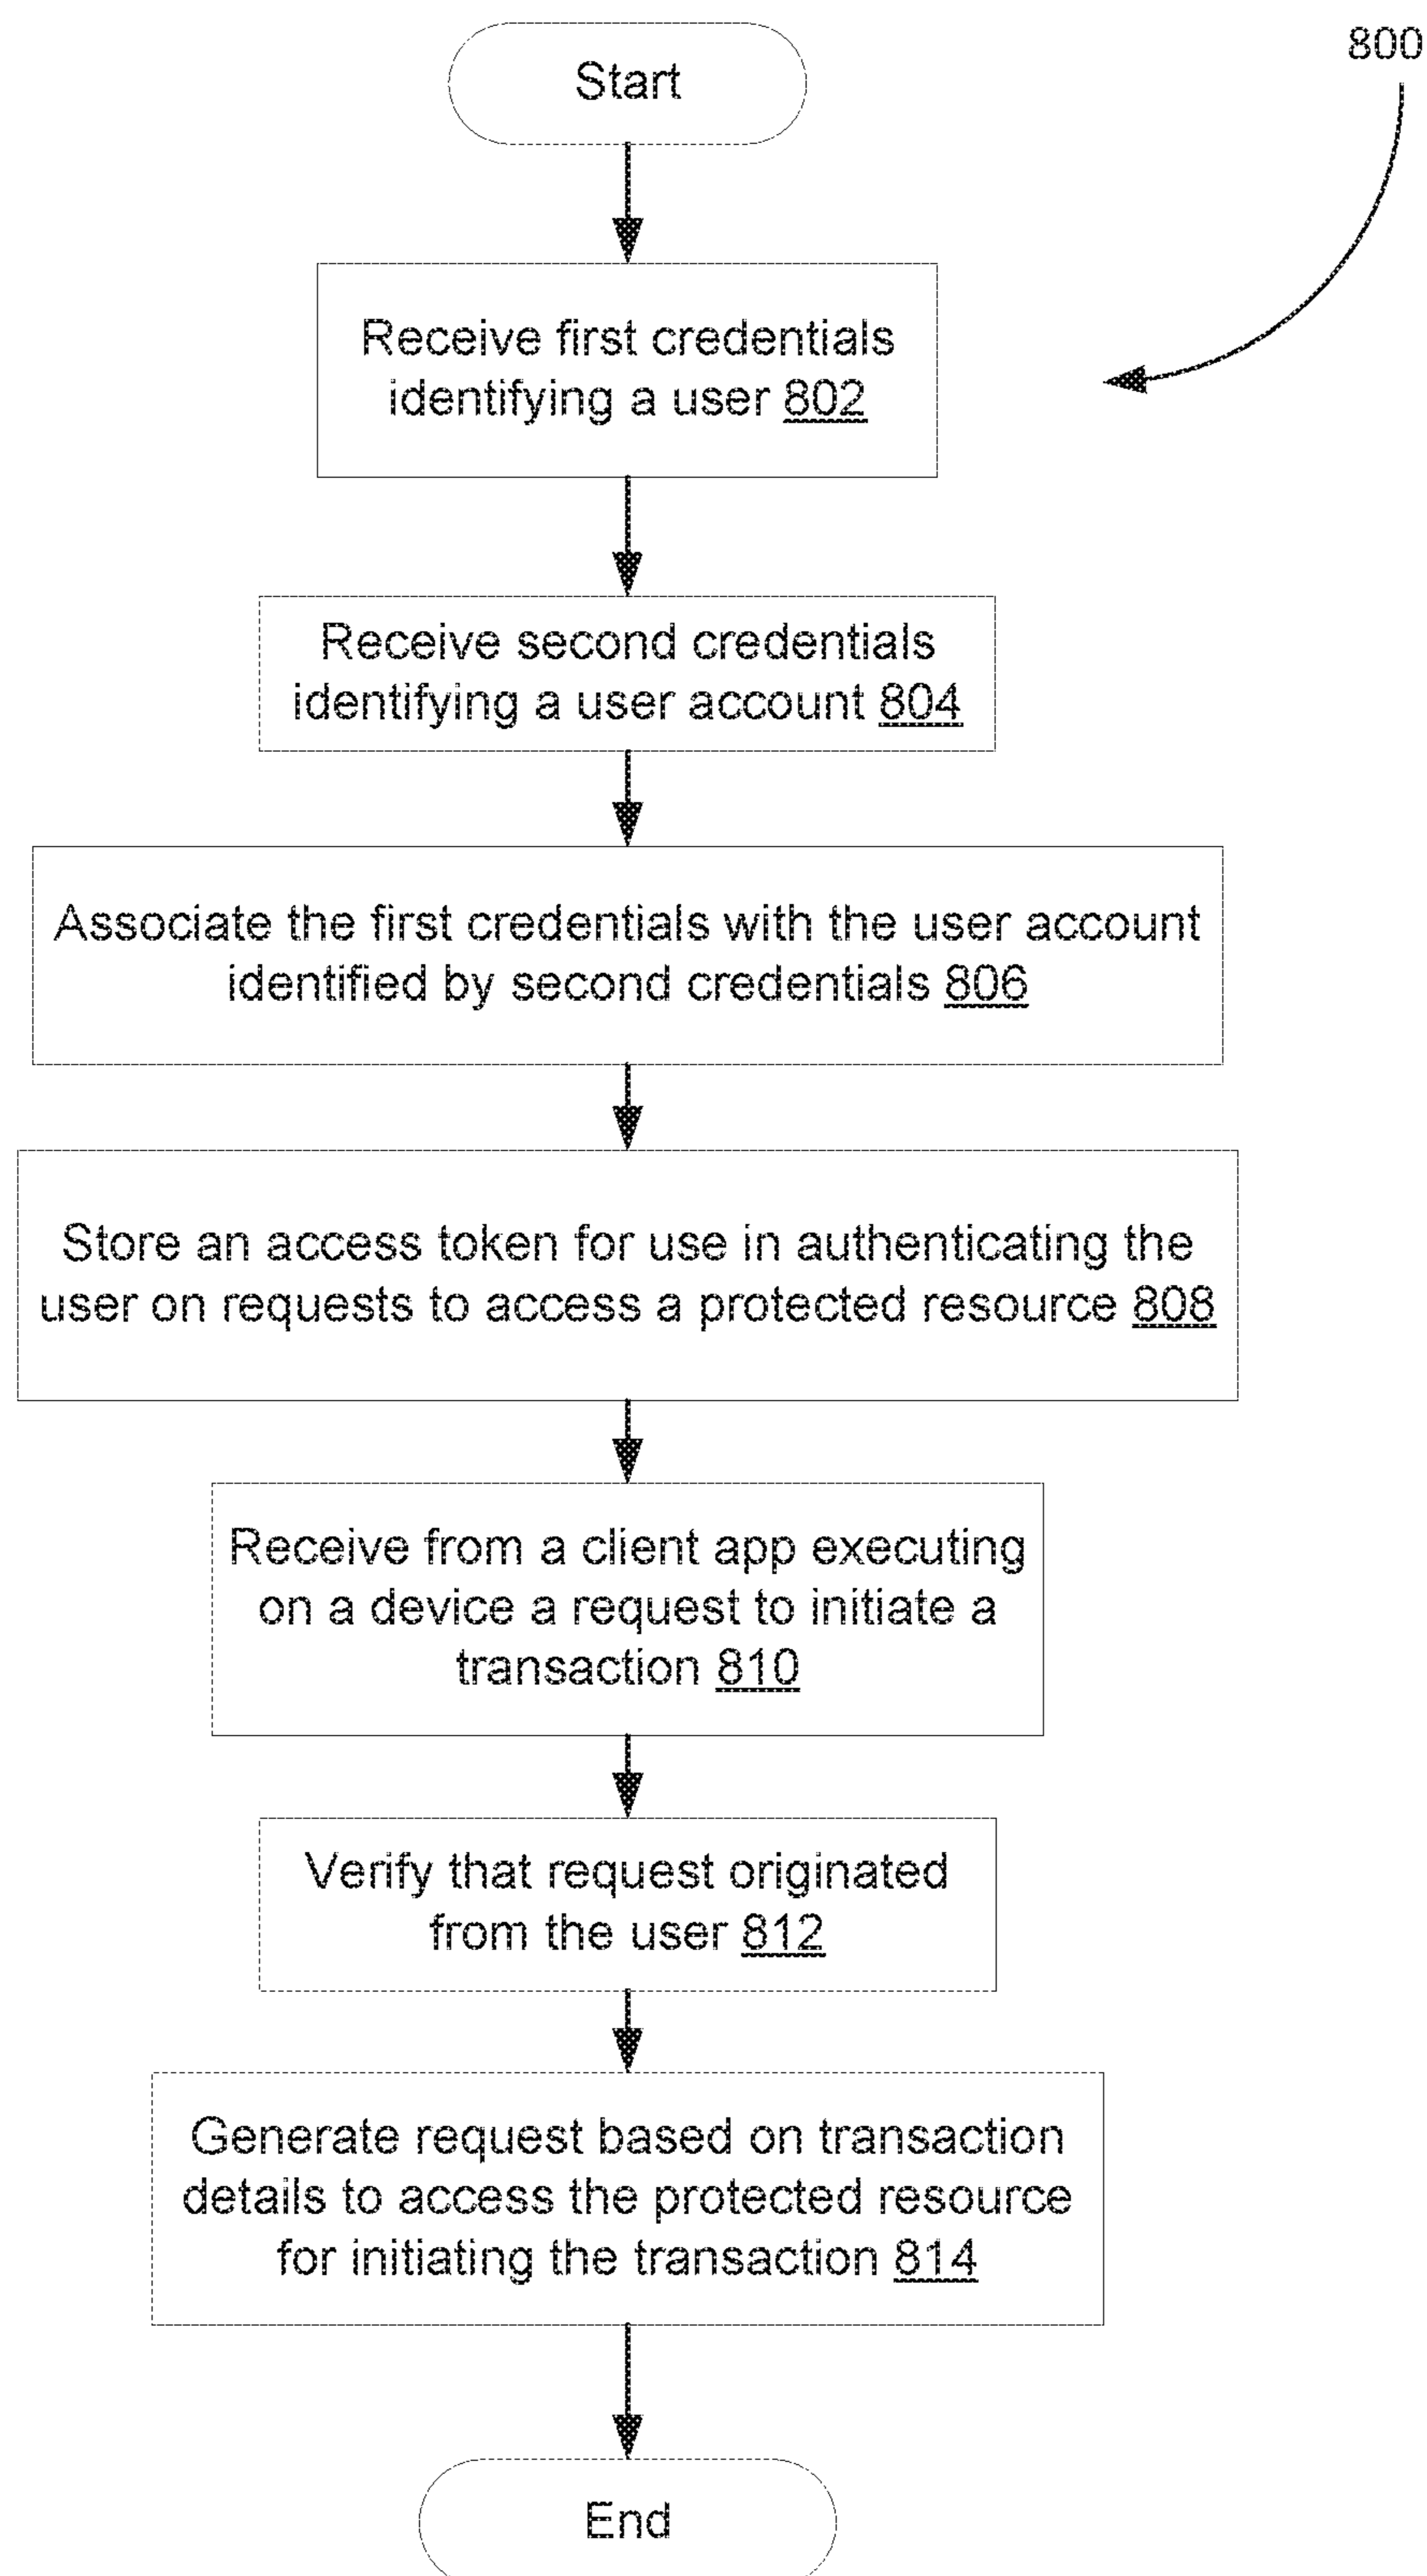 800
Start
Receive first credentials
identifying a user 802
Receive second credentials
identifying a user account 804
Associate the first credentials with the user account
identified by second credentials 806
Store an access token for use in authenticating the
user on requests to access a protected resource 808
Receive from a client app executing
on a device a request to initiate a
transaction 810
Verify that request originated
from the user 812
Generate request based on transaction
details to access the protected resource
for initiating the transaction 814
End